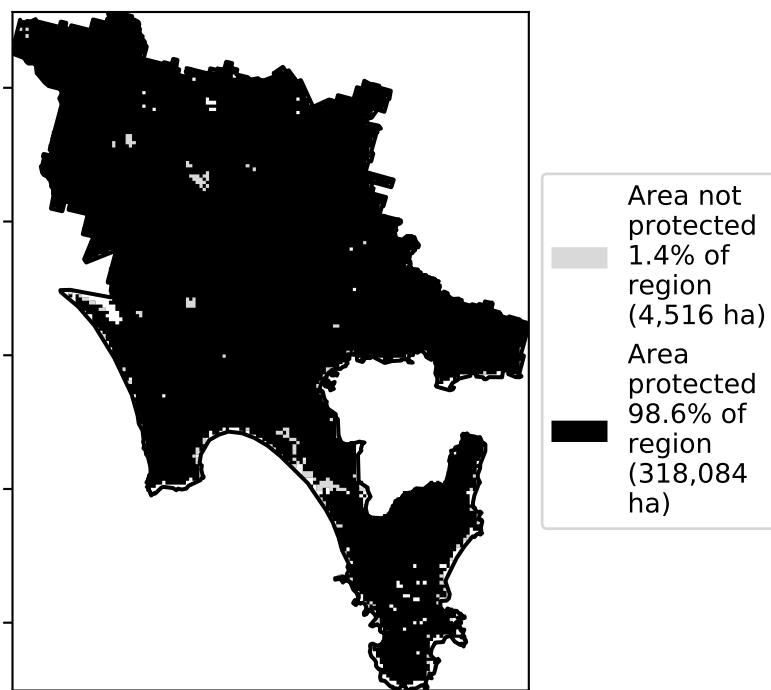 Area not
protected
1.4% of
region
(4,516 ha)
Area
protected
98.6% of
region
(318,084
ha)